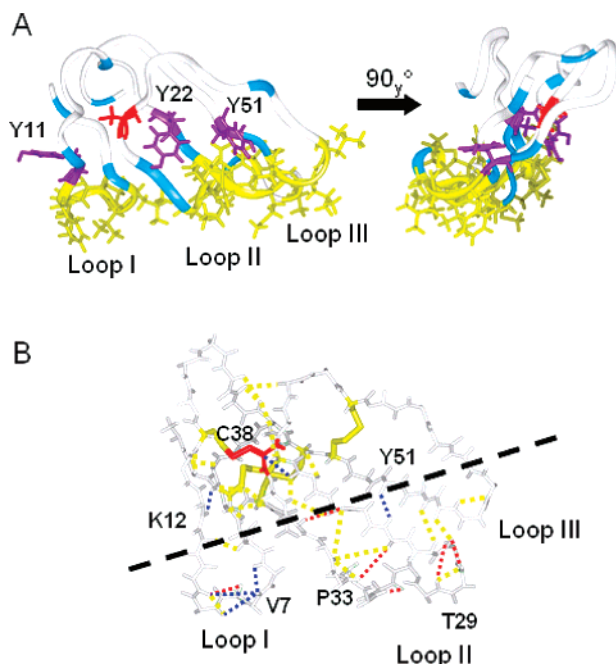 A
Y11
Y22
Y51
90y°
Loop I
Loop II
Loop III
B
C38
Y51
K12
V7
P33
T29
Loop I
Loop II
Loop III